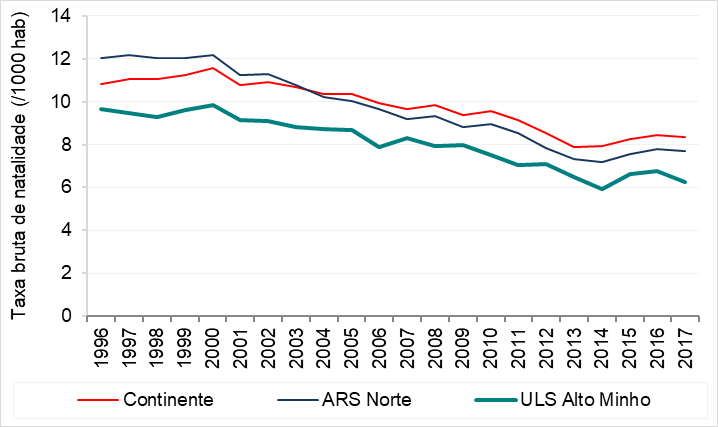 Taxa bruta de natalidade (/1000 hab)
14
12
10
8
6
4
2
0
1996 1997 1998 1999 2000 2001 2002 2003 2004 2005 2006 2007 2008 2009 2010 2011 2012 2013 2014 2015 2016 2017
Continente ARS Norte ULS Alto Minho